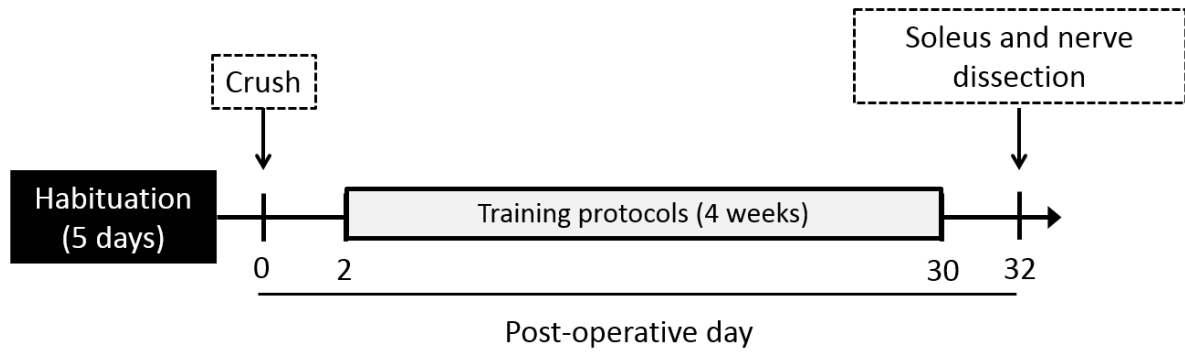 Soleus and nerve
dissection
Crush
Habituation
(5 days)
Training protocols (4 weeks)
0
2
30
32
Post-operative day